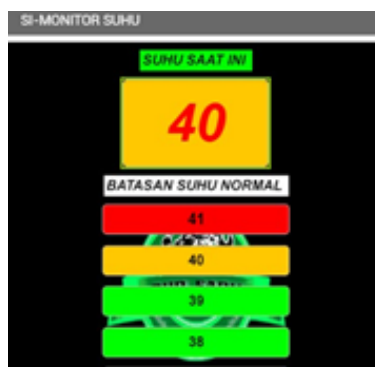 SI-MONITOR SUHU
SUHU SAAT INI
40
BATASAN SUHU NORMAL
41
40
39
38